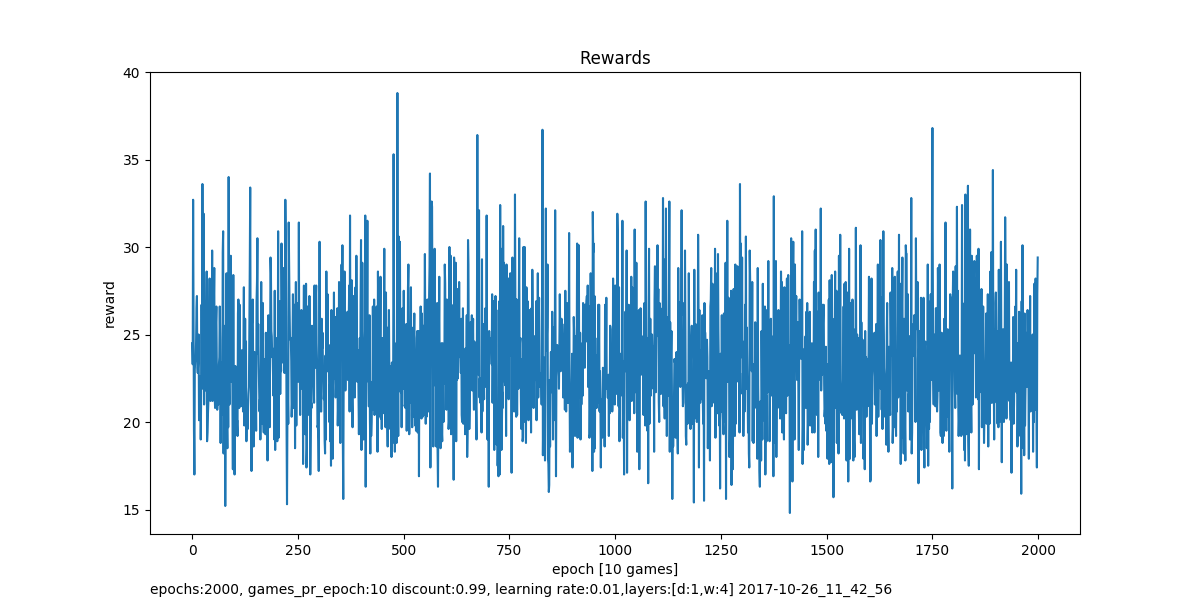 Rewards
40
35
30
25
20
15
reward
0 250 500 750 1000 1250 1500 1750 2000
epoch [10 games]
epochs:2000, games_pr_epoch:10 discount:0.99, learning rate:0.01,layers:[d:1,w:4] 2017-10-26_11_42_56